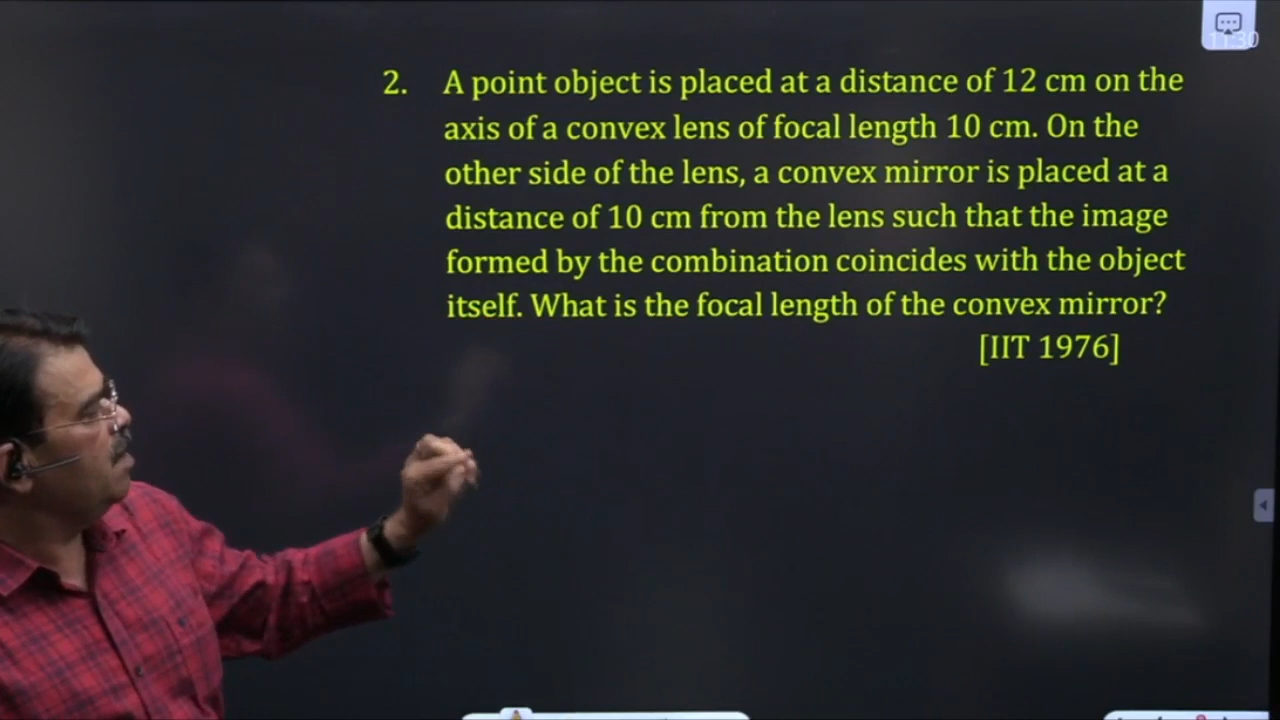 11:30
2. A point object is placed at a distance of 12 cm on the
axis of a convex lens of focal length 10 cm. On the
other side of the lens, a convex mirror is placed at a
distance of 10 cm from the lens such that the image
formed by the combination coincides with the object
itself. What is the focal length of the convex mirror?
[IIT 1976]